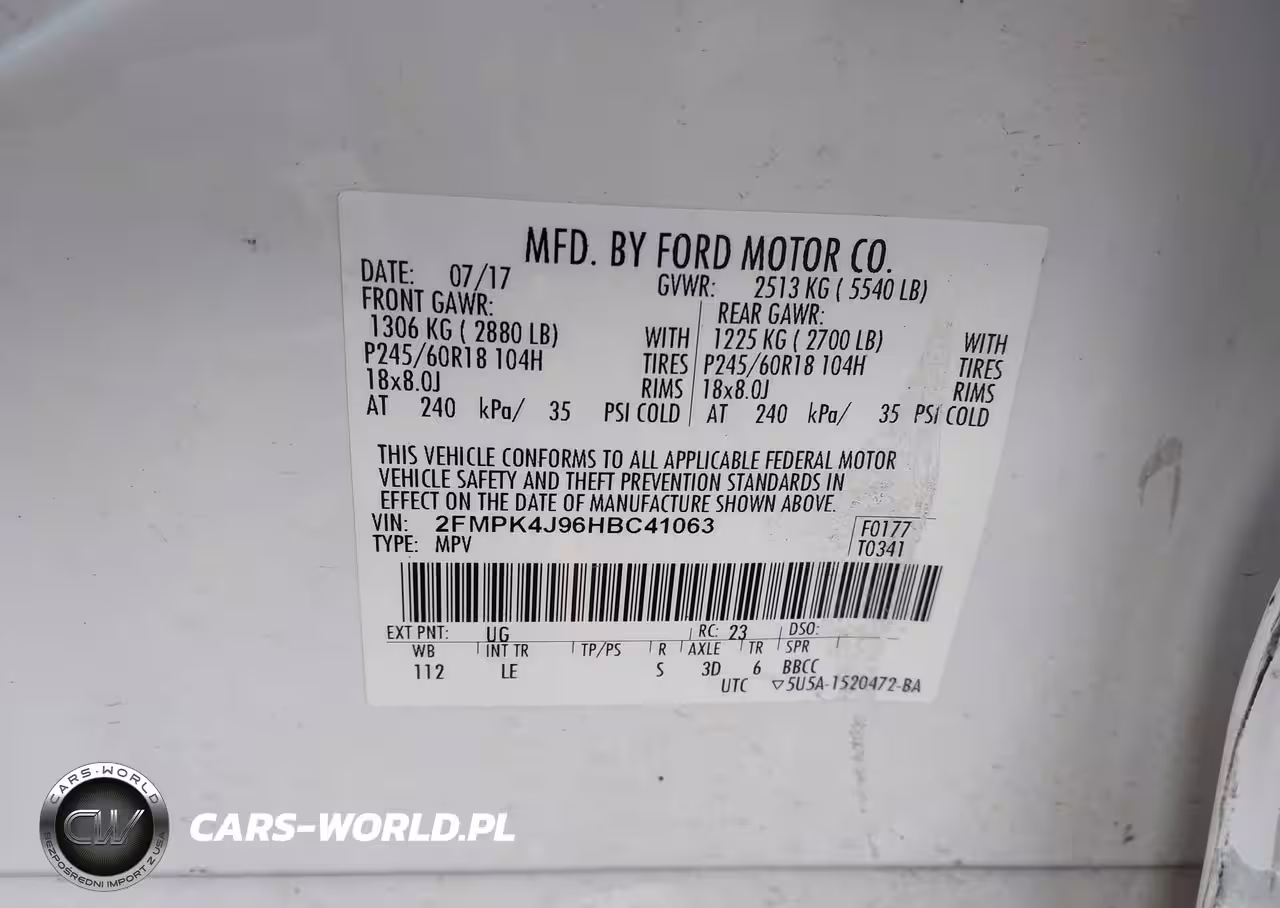 MFD. BY FORD MOTOR CO.
DATE: 07/17 GVWR: 2513 KG ( 5540 LB)
FRONT GAWR: REAR GAWR:
1306 KG ( 2880 LB) WITH 1225 KG ( 2700 LB) WITH
P245/60R18 104H TIRES P245/60R18 104H TIRES
18x8.0J RIMS 18x8.0J RIMS
AT 240 kPa/ 35 PSI COLD AT 240 kPa/ 35 PSI COLD
THIS VEHICLE CONFORMS TO ALL APPLICABLE FEDERAL MOTOR
VEHICLE SAFETY AND THEFT PREVENTION STANDARDS IN
EFFECT ON THE DATE OF MANUFACTURE SHOWN ABOVE.
VIN: 2FMPK4J96HBC41063 F0177
TYPE: MPV T0341
EXT PNT: UG RC: 23 DSO:
WB INT TR TP/PS R AXLE TR SPR
112 LE S 3D 6 BBCC
UTC ▽5U5A-1520472-BA
CARS-WORLD
CW
BEZPOŚREDNI IMPORT Z USA
CARS-WORLD.PL